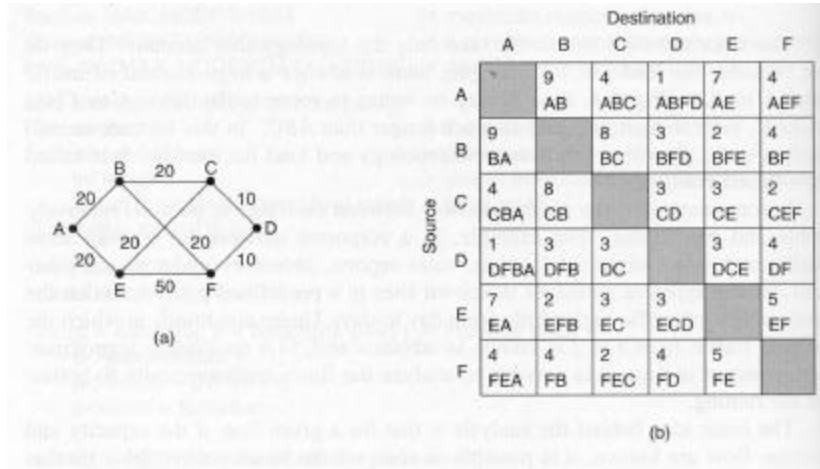 B 20 C
20 10
A D
20 20 20 10
E 50 F
(a)
Destination
A B C D E F
Source
A
9 4 1 7 4
AB ABC ABFD AE AEF
B
9 8 3 2 4
BA BC BFD BFE BF
C
4 8 3 3 2
CBA CB CD CE CEF
D
1 3 3 3 4
DFBA DFB DC DCE DF
E
7 2 3 3 5
EA EFB EC ECD EF
F
4 4 2 4 5
FEA FB FEC FD FE
(b)